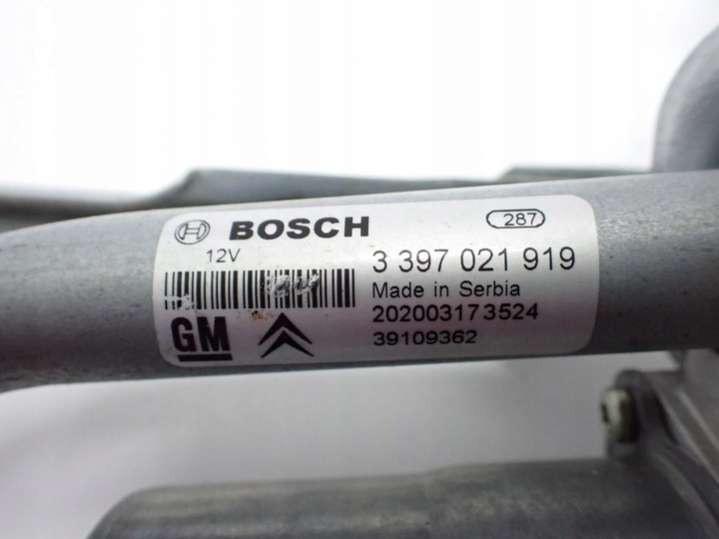 BOSCH 287
12V 3 397 021 919
Made in Serbia
202003173524
GM 39109362